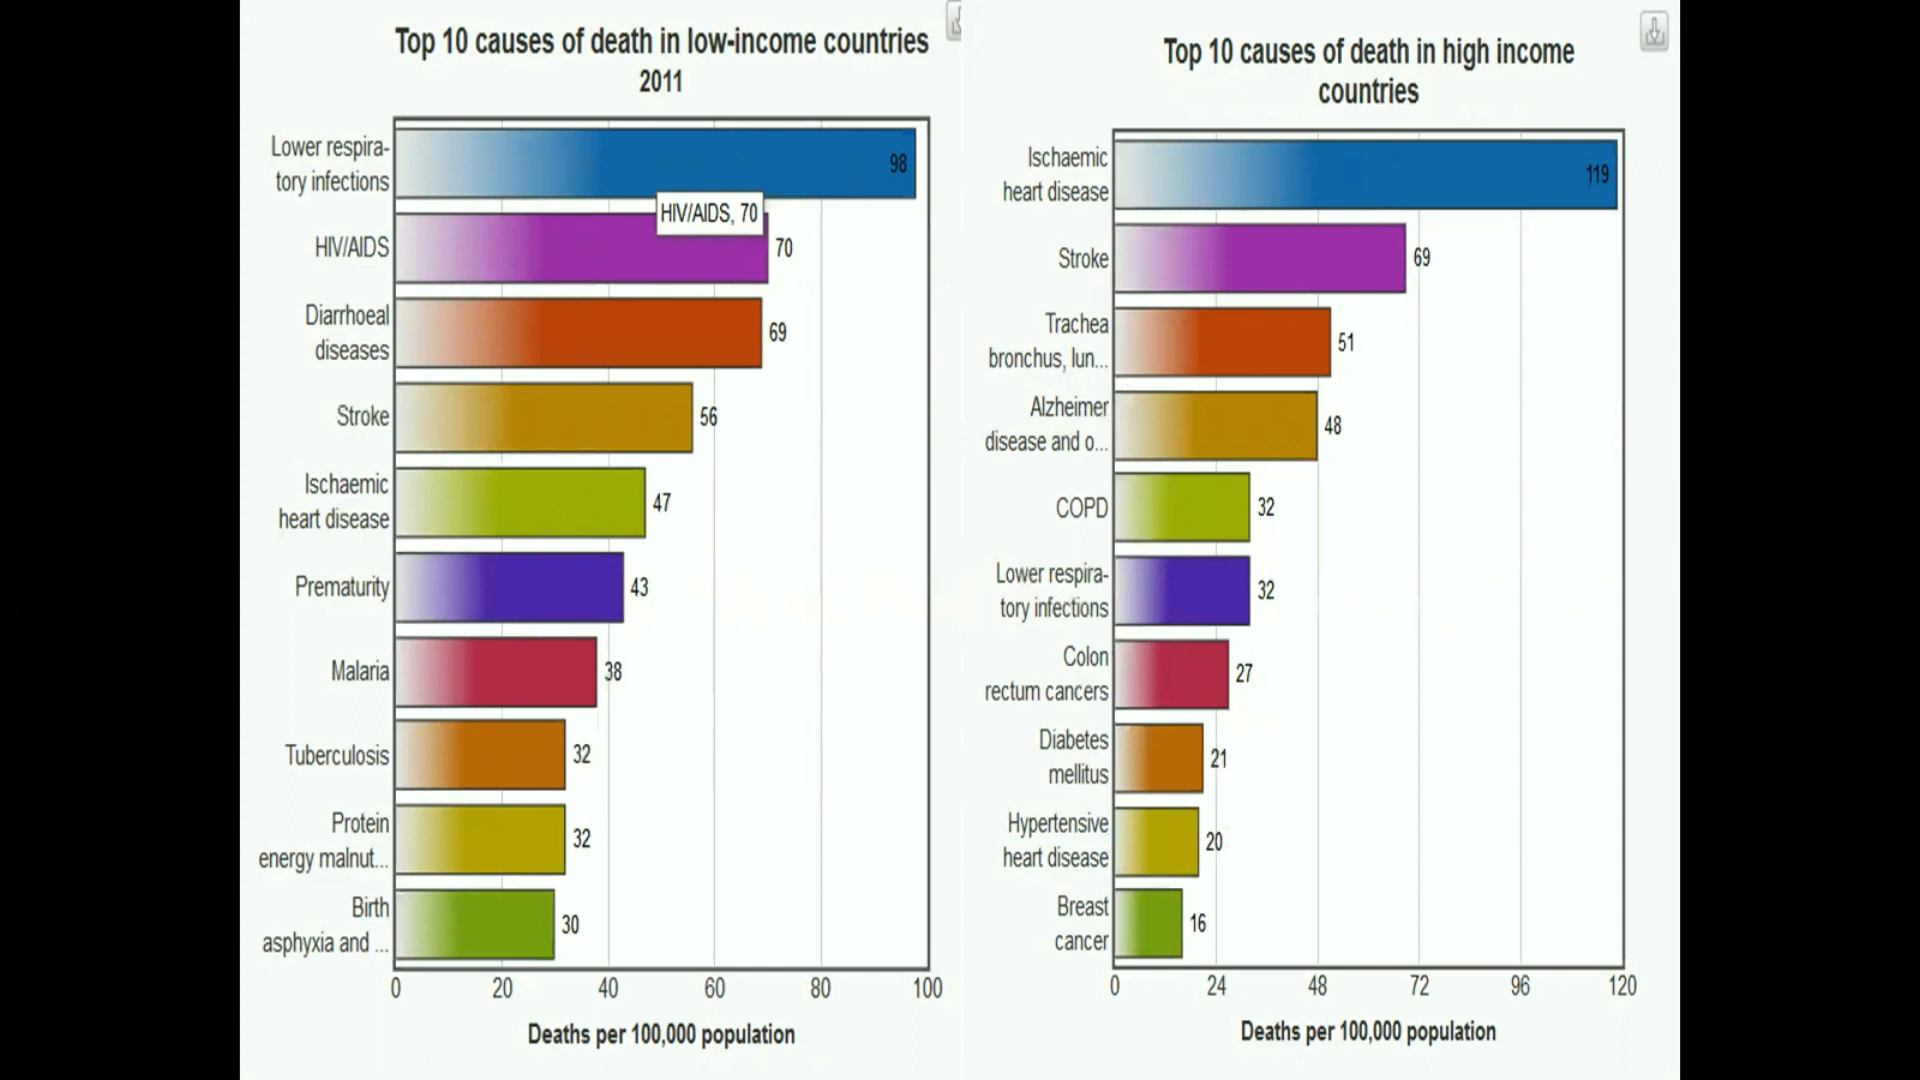 Top 10 causes of death in low-income countries
2011
Lower respira-
tory infections
98
HIV/AIDS, 70
HIV/AIDS
70
Diarrhoeal
diseases
69
Stroke
56
Ischaemic
heart disease
47
Prematurity
43
Malaria
38
Tuberculosis
32
Protein
energy malnut...
32
Birth
asphyxia and ...
30
0 20 40 60 80 100
Deaths per 100,000 population
Top 10 causes of death in high income
countries
Ischaemic
heart disease
119
Stroke
69
Trachea
bronchus, lun...
51
Alzheimer
disease and o...
48
COPD
32
Lower respira-
tory infections
32
Colon
rectum cancers
27
Diabetes
mellitus
21
Hypertensive
heart disease
20
Breast
cancer
16
0 24 48 72 96 120
Deaths per 100,000 population